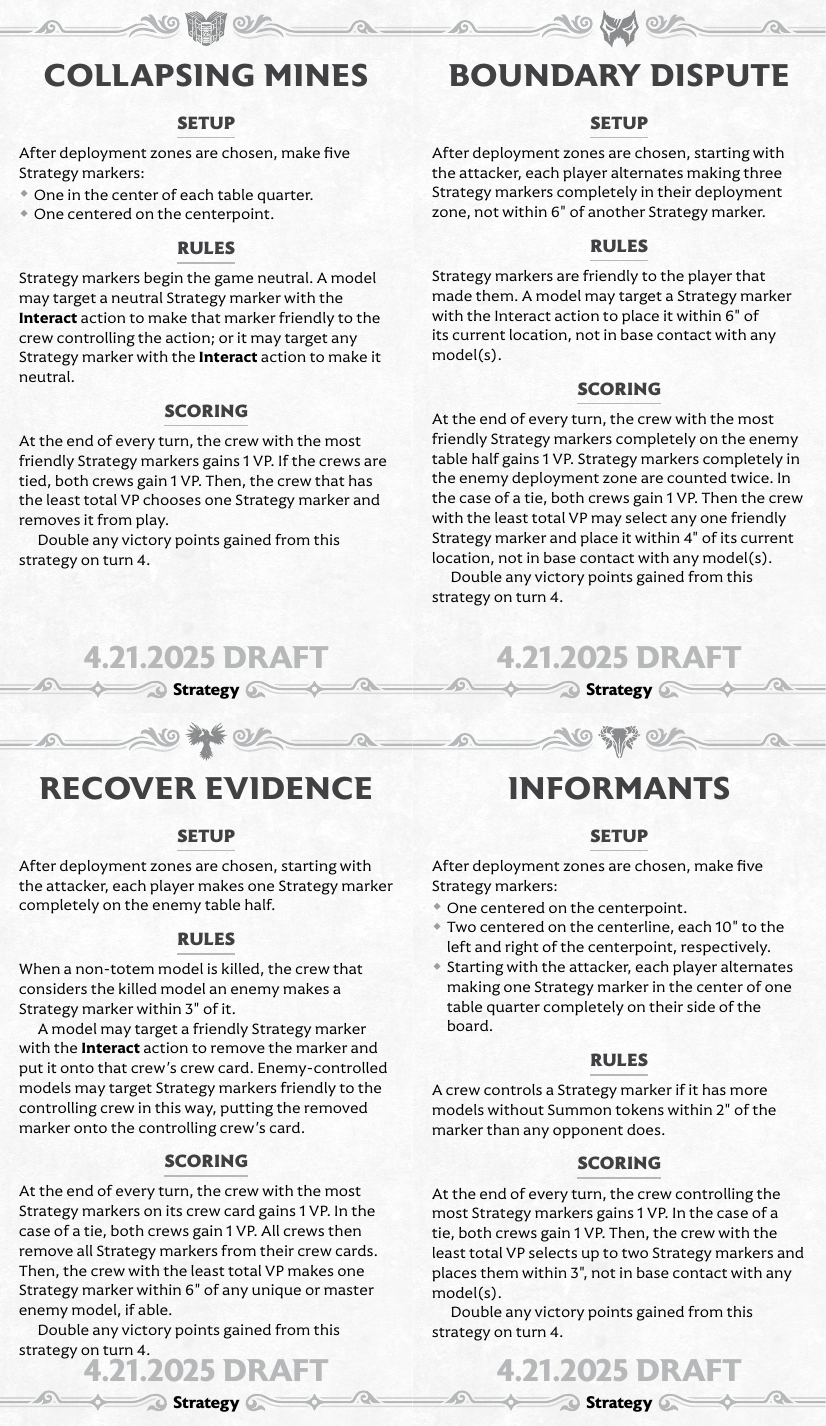 COLLAPSING MINES
SETUP
After deployment zones are chosen, make five
Strategy markers:
One in the center of each table quarter.
One centered on the centerpoint.
RULES
Strategy markers begin the game neutral. A model
may target a neutral Strategy marker with the
Interact action to make that marker friendly to the
crew controlling the action; or it may target any
Strategy marker with the Interact action to make it
neutral.
SCORING
At the end of every turn, the crew with the most
friendly Strategy markers gains 1 VP. If the crews are
tied, both crews gain 1 VP. Then, the crew that has
the least total VP chooses one Strategy marker and
removes it from play.
Double any victory points gained from this
strategy on turn 4.
4.21.2025 DRAFT
Strategy
BOUNDARY DISPUTE
SETUP
After deployment zones are chosen, starting with
the attacker, each player alternates making three
Strategy markers completely in their deployment
zone, not within 6" of another Strategy marker.
RULES
Strategy markers are friendly to the player that
made them. A model may target a Strategy marker
with the Interact action to place it within 6" of
its current location, not in base contact with any
model(s).
SCORING
At the end of every turn, the crew with the most
friendly Strategy markers completely on the enemy
table half gains 1 VP. Strategy markers completely in
the enemy deployment zone are counted twice. In
the case of a tie, both crews gain 1 VP. Then the crew
with the least total VP may select any one friendly
Strategy marker and place it within 4" of its current
location, not in base contact with any model(s).
Double any victory points gained from this
strategy on turn 4.
4.21.2025 DRAFT
Strategy
RECOVER EVIDENCE
SETUP
After deployment zones are chosen, starting with
the attacker, each player makes one Strategy marker
completely on the enemy table half.
RULES
When a non-totem model is killed, the crew that
considers the killed model an enemy makes a
Strategy marker within 3" of it.
A model may target a friendly Strategy marker
with the Interact action to remove the marker and
put it onto that crew's crew card. Enemy-controlled
models may target Strategy markers friendly to the
controlling crew in this way, putting the removed
marker onto the controlling crew's card.
SCORING
At the end of every turn, the crew with the most
Strategy markers on its crew card gains 1 VP. In the
case of a tie, both crews gain 1 VP. All crews then
remove all Strategy markers from their crew cards.
Then, the crew with the least total VP makes one
Strategy marker within 6" of any unique or master
enemy model, if able.
Double any victory points gained from this
strategy on turn 4.
4.21.2025 DRAFT
Strategy
INFORMANTS
SETUP
After deployment zones are chosen, make five
Strategy markers:
One centered on the centerpoint.
Two centered on the centerline, each 10" to the
left and right of the centerpoint, respectively.
Starting with the attacker, each player alternates
making one Strategy marker in the center of one
table quarter completely on their side of the
board.
RULES
A crew controls a Strategy marker if it has more
models without Summon tokens within 2" of the
marker than any opponent does.
SCORING
At the end of every turn, the crew controlling the
most Strategy markers gains 1 VP. In the case of a
tie, both crews gain 1 VP. Then, the crew with the
least total VP selects up to two Strategy markers and
places them within 3", not in base contact with any
model(s).
Double any victory points gained from this
strategy on turn 4.
4.21.2025 DRAFT
Strategy